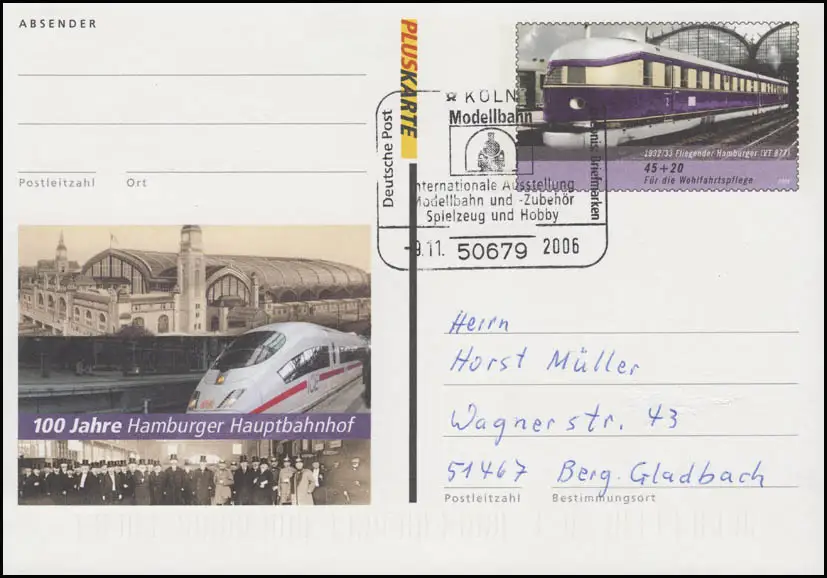 ABSENDER
Postleitzahl Ort
PLUSKARTE
1932/33 Fliegender Hamburger (VT 877)
45+20
Für die Wohlfahrtspflege
Deutsche Post
KÖLN
Modellbahn
Internationale Ausstellung
Modellbahn und -Zubehör
Spielzeug und Hobby
Erlebnis: Briefmarken
-9.11. 50679 2006
ICE
100 Jahre Hamburger Hauptbahnhof
Herrn
Horst Müller
Wagnerstr. 43
51467 Berg. Gladbach
Postleitzahl Bestimmungsort